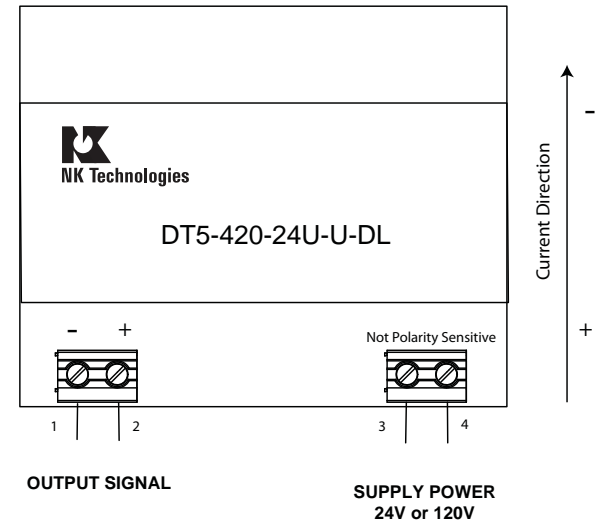 NK Technologies
DT5-420-24U-U-DL
- +
Not Polarity Sensitive
1 2
3 4
OUTPUT SIGNAL
SUPPLY POWER
24V or 120V
-
Current Direction
+